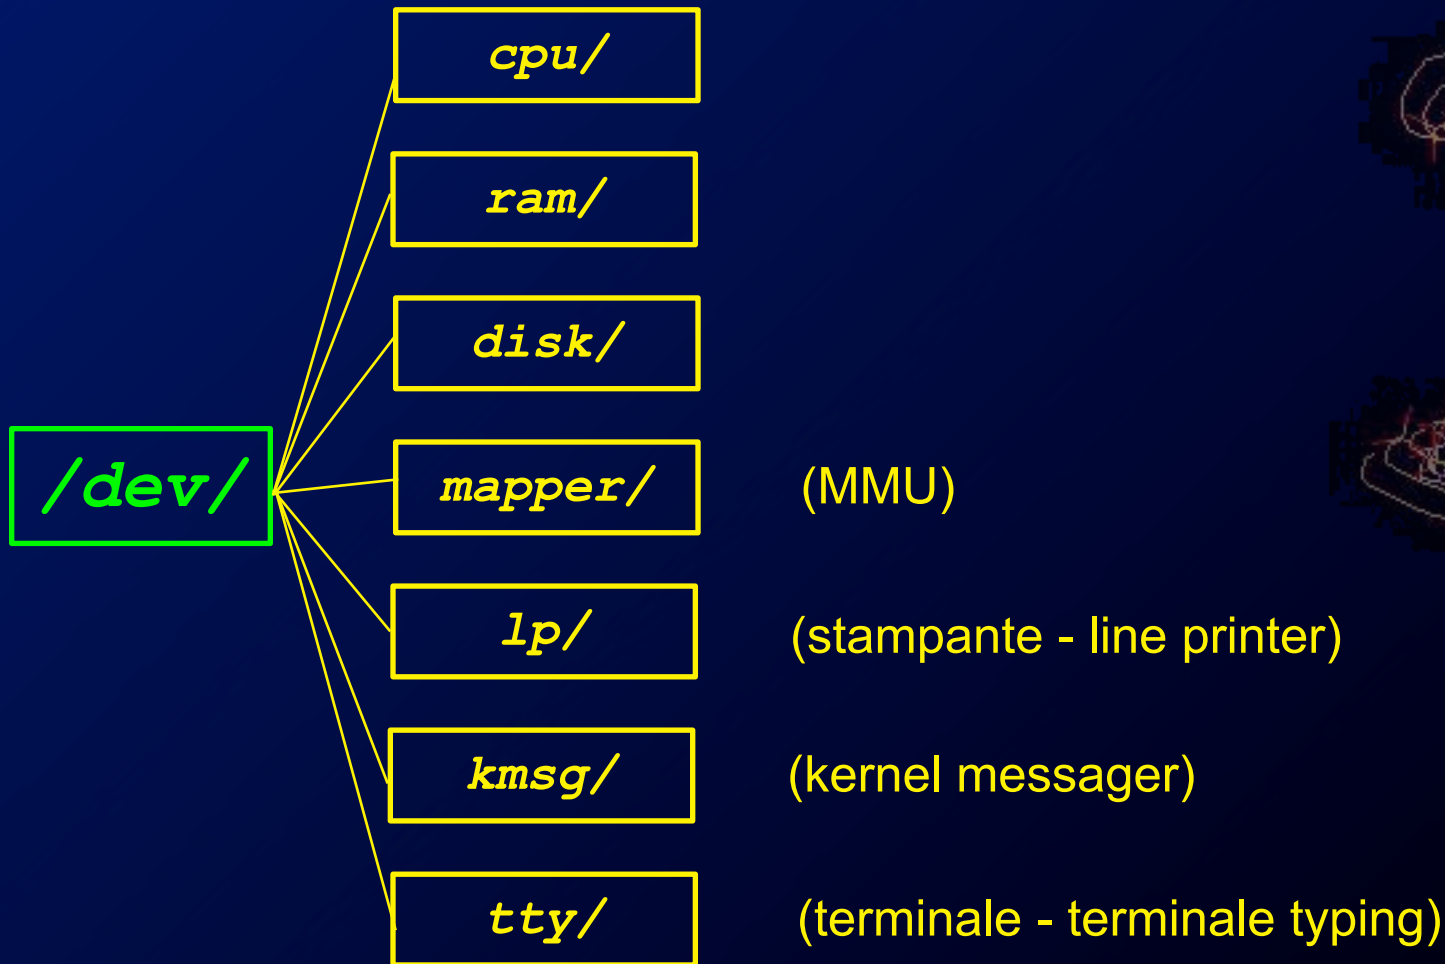 cpu/
ram/
disk/
/dev/
mapper/ (MMU)
lp/ (stampante - line printer)
kmsg/ (kernel messager)
tty/ (terminale - terminale typing)